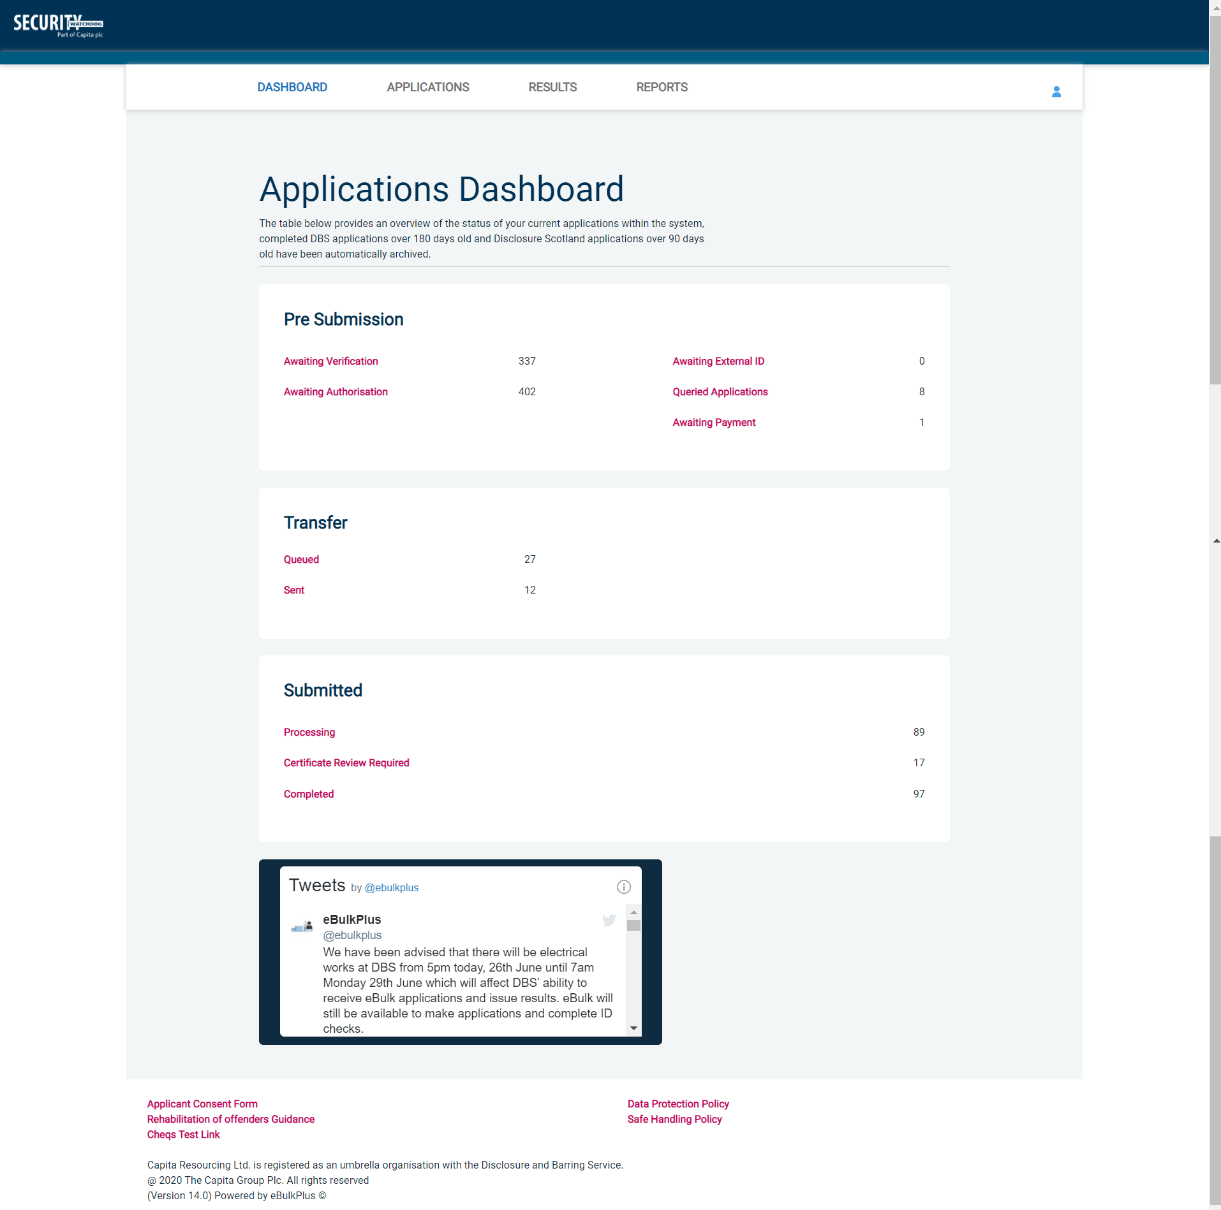 SECURITY
WATCHDOG
Part of Capita plc
DASHBOARD APPLICATIONS RESULTS REPORTS
Applications Dashboard
The table below provides an overview of the status of your current applications within the system,
completed DBS applications over 180 days old and Disclosure Scotland applications over 90 days
old have been automatically archived.
Pre Submission
Awaiting Verification 337 Awaiting External ID 0
Awaiting Authorisation 402 Queried Applications 8
Awaiting Payment 1
Transfer
Queued 27
Sent 12
Submitted
Processing 89
Certificate Review Required 17
Completed 97
Tweets by @ebulkplus
eBulkPlus
@ebulkplus
We have been advised that there will be electrical
works at DBS from 5pm today, 26th June until 7am
Monday 29th June which will affect DBS' ability to
receive eBulk applications and issue results. eBulk will
still be available to make applications and complete ID
checks.
Applicant Consent Form Data Protection Policy
Rehabilitation of offenders Guidance Safe Handling Policy
Cheqs Test Link
Capita Resourcing Ltd. is registered as an umbrella organisation with the Disclosure and Barring Service.
@ 2020 The Capita Group Plc. All rights reserved
(Version 14.0) Powered by eBulkPlus ©